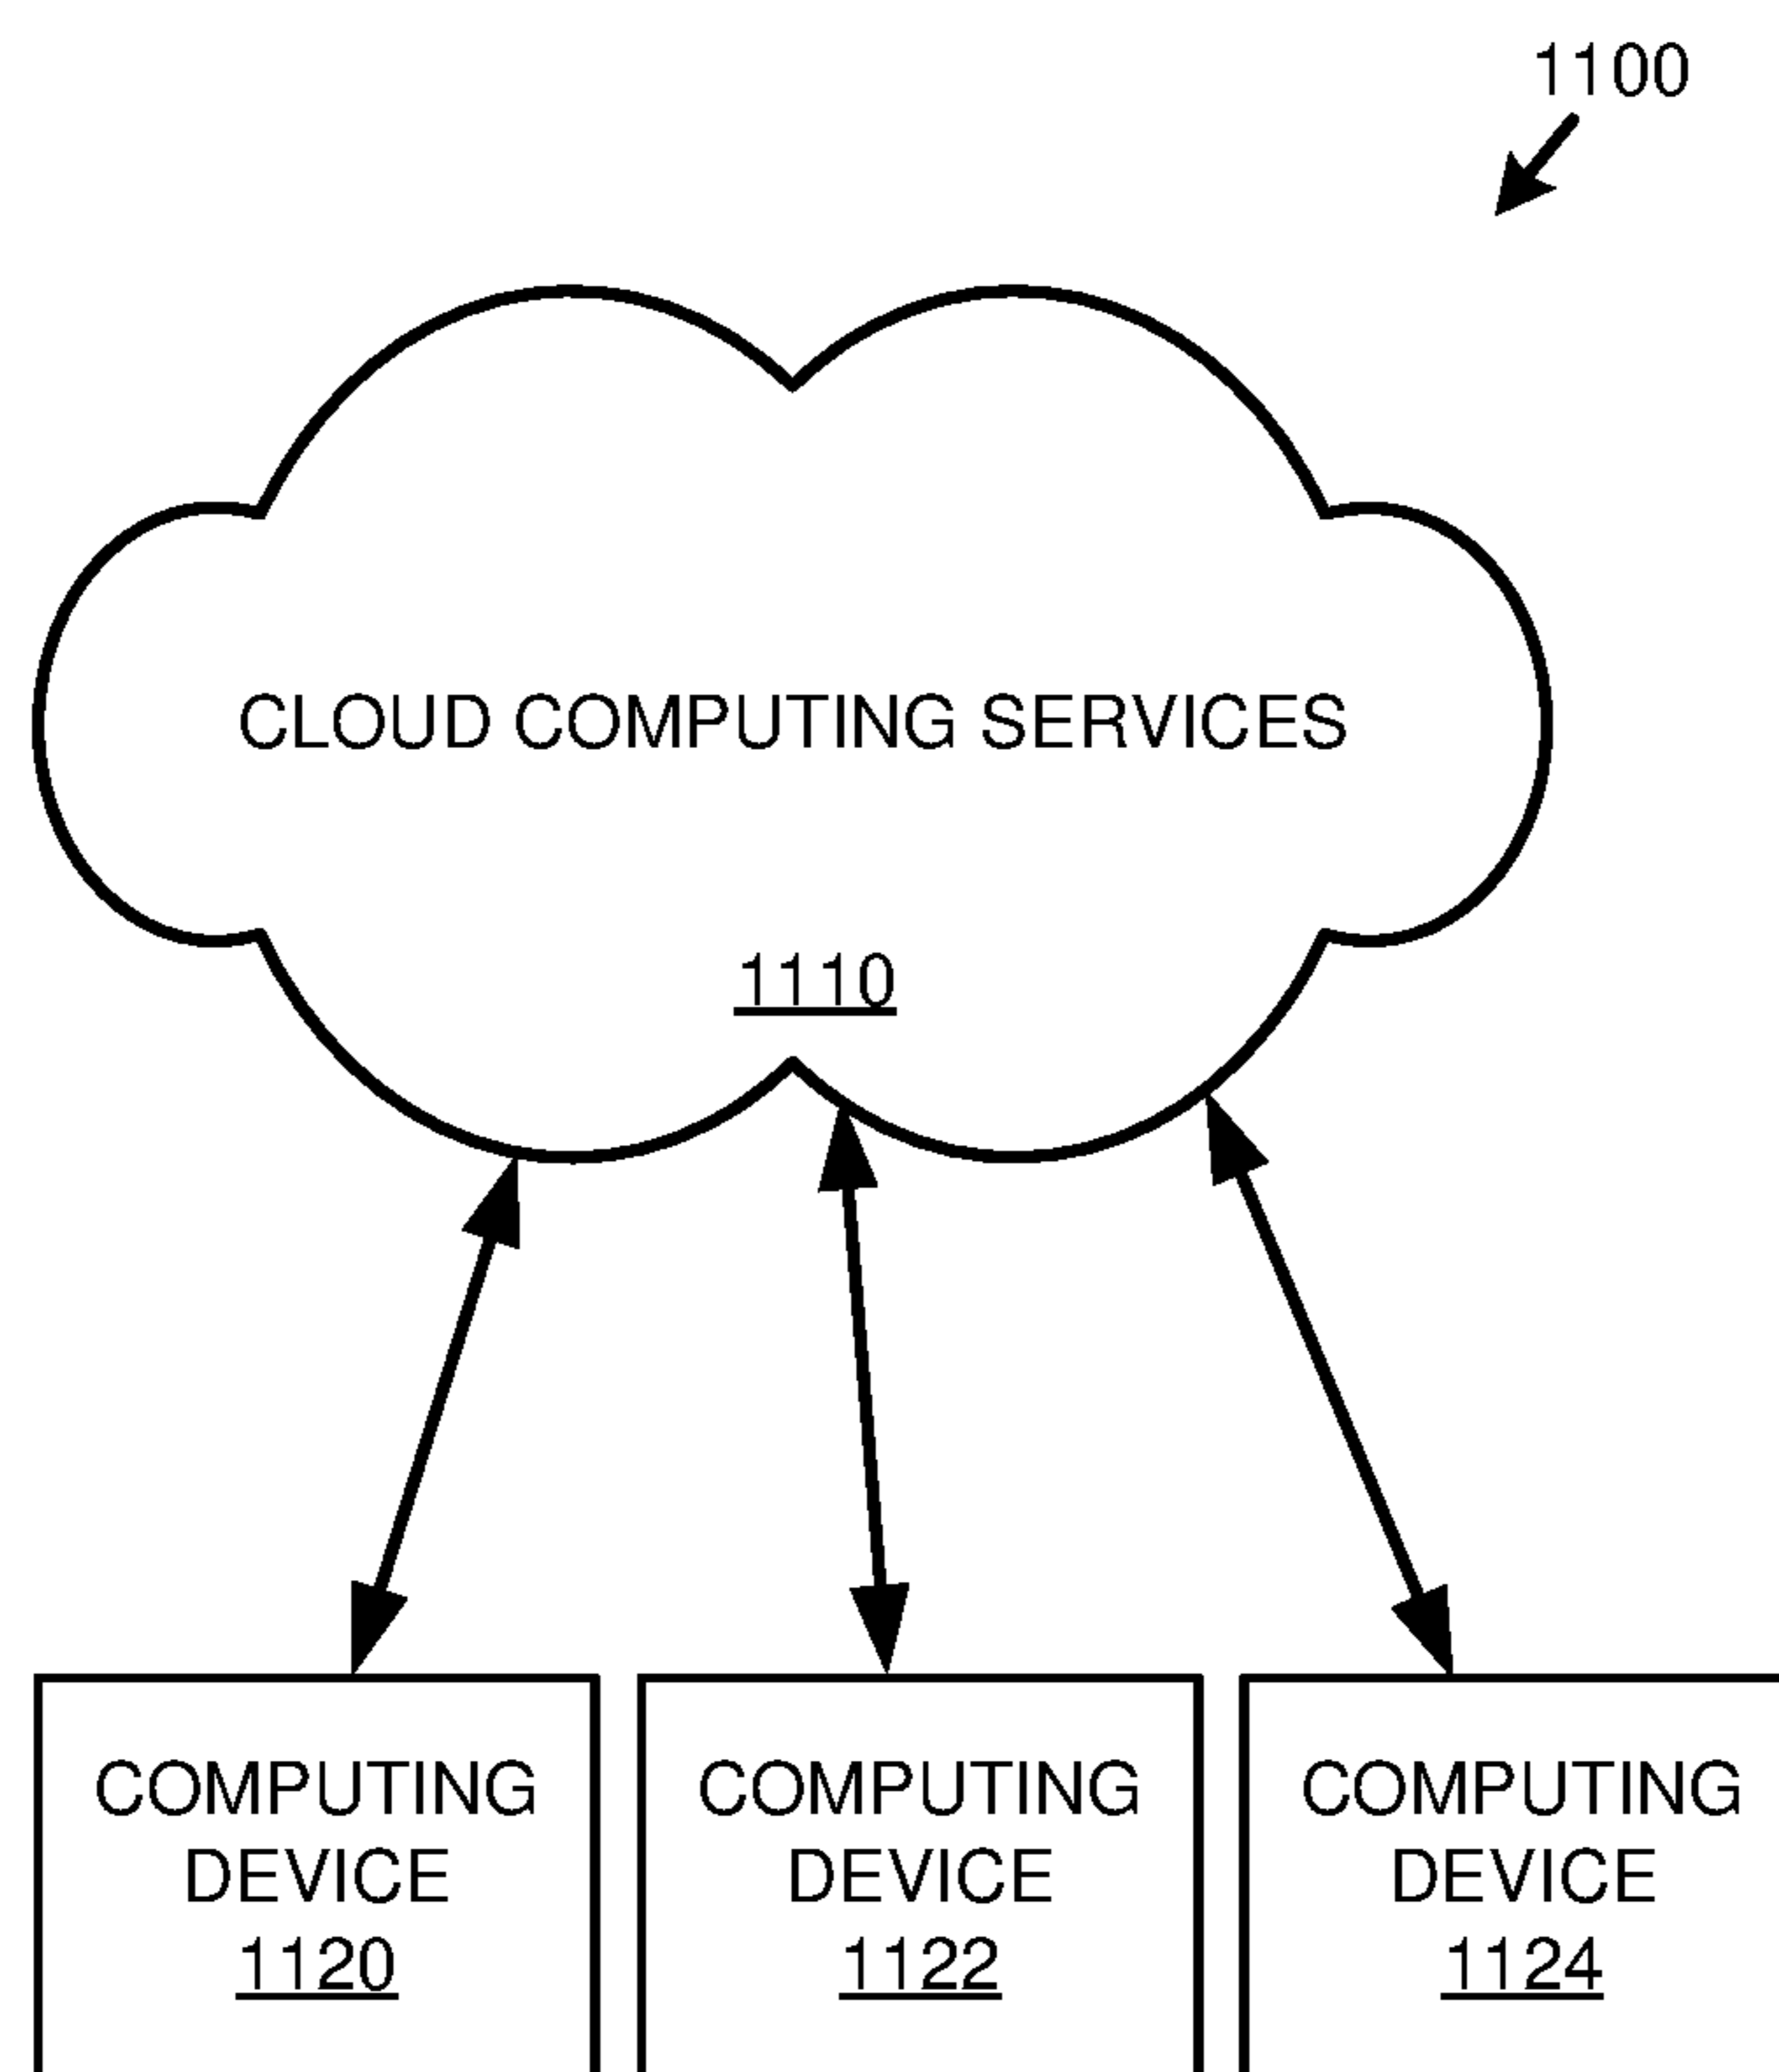 1100
CLOUD COMPUTING SERVICES
1110
COMPUTING
DEVICE
1120
COMPUTING
DEVICE
1122
COMPUTING
DEVICE
1124